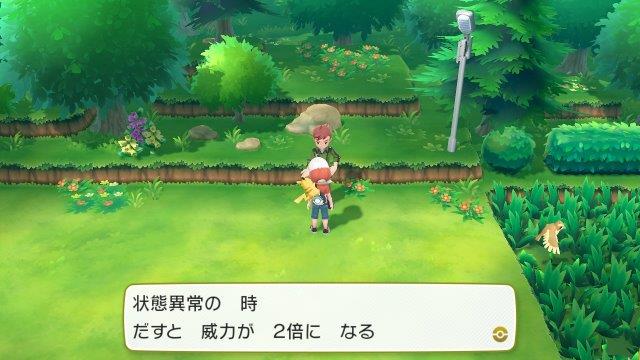 状態異常の　時
だすと　威力が　2倍に　なる